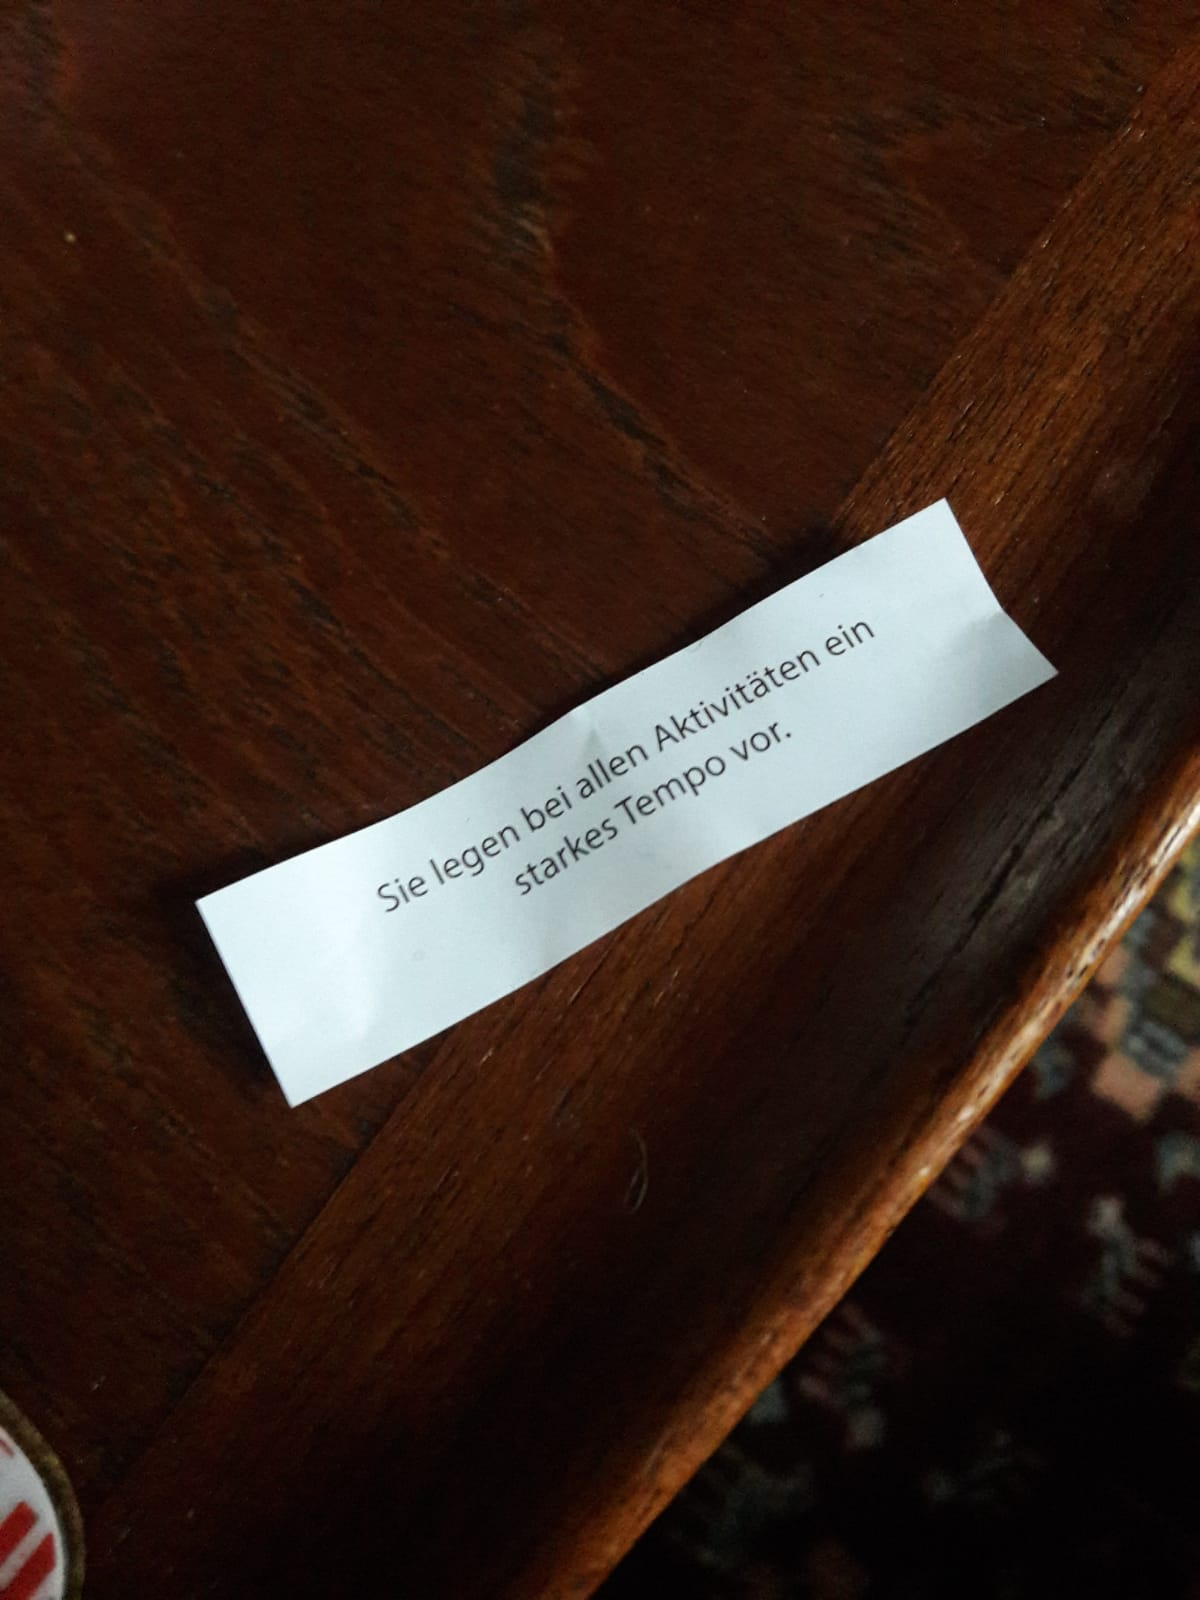 Sie legen bei allen Aktivitäten ein
starkes Tempo vor.